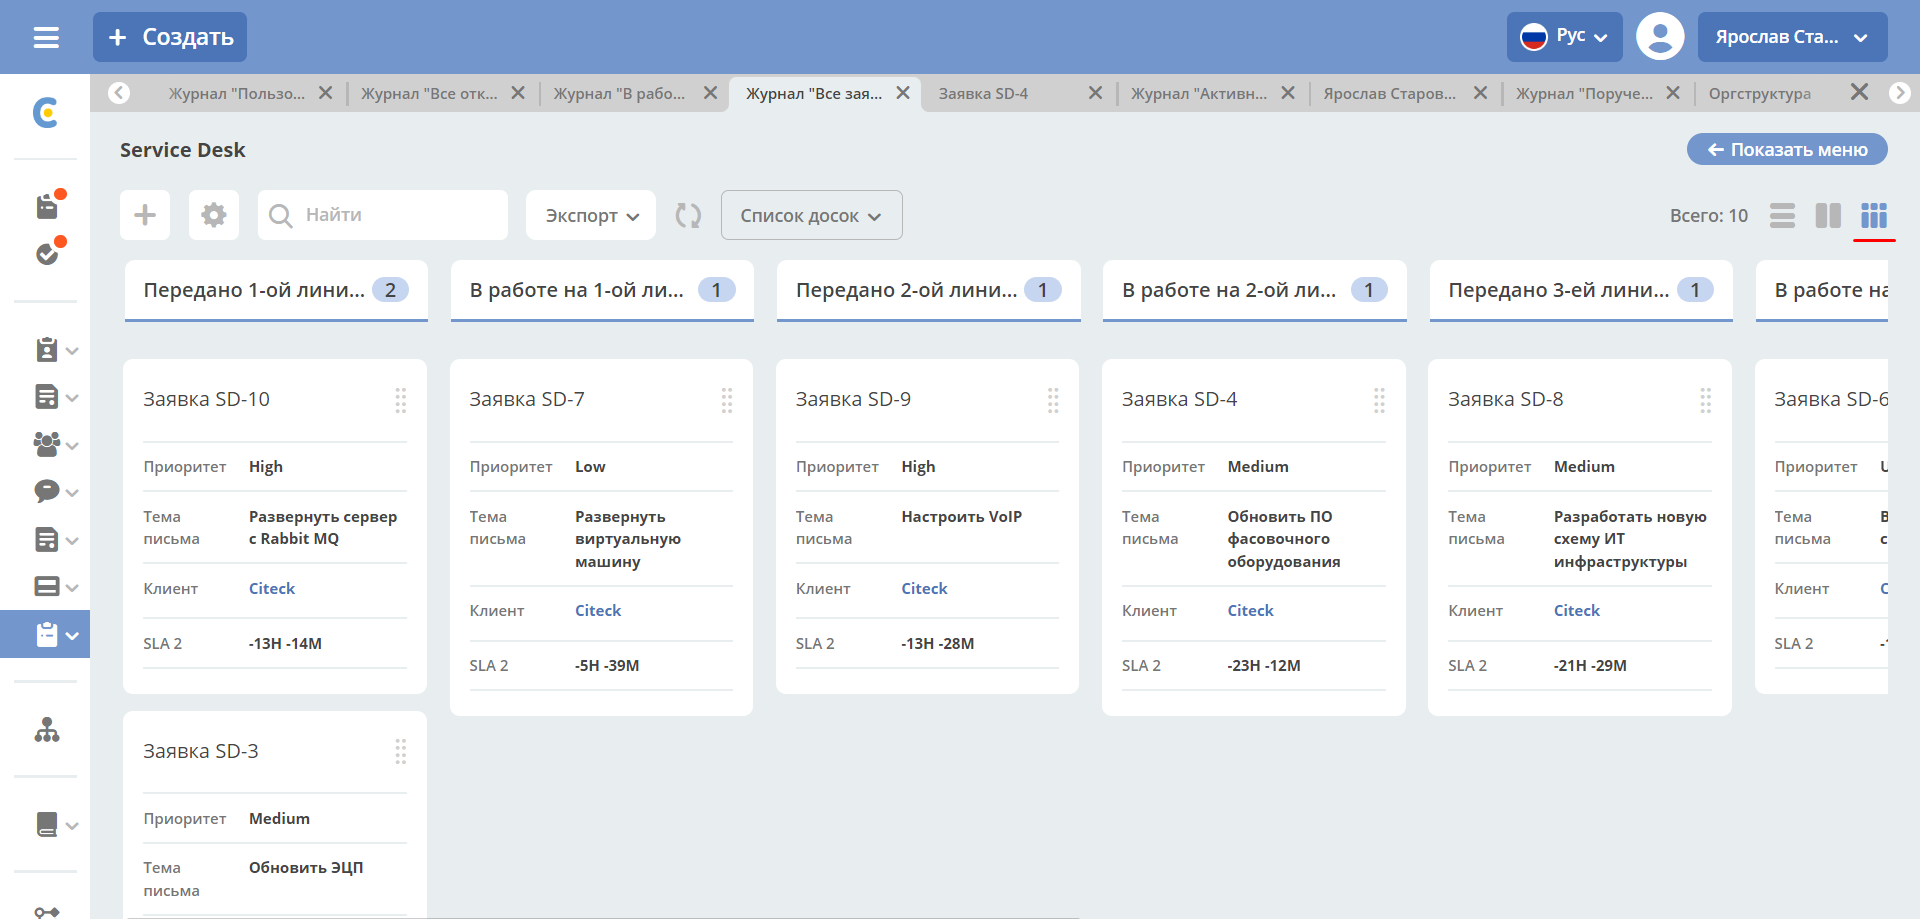 + Создать
Рус
Ярослав Ста...
Журнал "Пользо...
Журнал "Все отк...
Журнал "В рабо...
Журнал "Все зая...
Заявка SD-4
Журнал "Активн...
Ярослав Старов...
Журнал "Поруче...
Оргструктура
Service Desk
Показать меню
Найти
Экспорт
Список досок
Всего: 10
Передано 1-ой лини... 2
В работе на 1-ой ли... 1
Передано 2-ой лини... 1
В работе на 2-ой ли... 1
Передано 3-ей лини... 1
В работе на
Заявка SD-10
Приоритет High
Тема письма
Развернуть сервер
с Rabbit MQ
Клиент Citeck
SLA 2 -13H -14M
Заявка SD-3
Приоритет Medium
Тема письма
Обновить ЭЦП
Заявка SD-7
Приоритет Low
Тема письма
Развернуть
виртуальную
машину
Клиент Citeck
SLA 2 -5H -39M
Заявка SD-9
Приоритет High
Тема письма
Настроить VoIP
Клиент Citeck
SLA 2 -13H -28M
Заявка SD-4
Приоритет Medium
Тема письма
Обновить ПО
фасовочного
оборудования
Клиент Citeck
SLA 2 -23H -12M
Заявка SD-8
Приоритет Medium
Тема письма
Разработать новую
схему ИТ
инфраструктуры
Клиент Citeck
SLA 2 -21H -29M
Заявка SD-6
Приоритет
Тема письма
Клиент
SLA 2